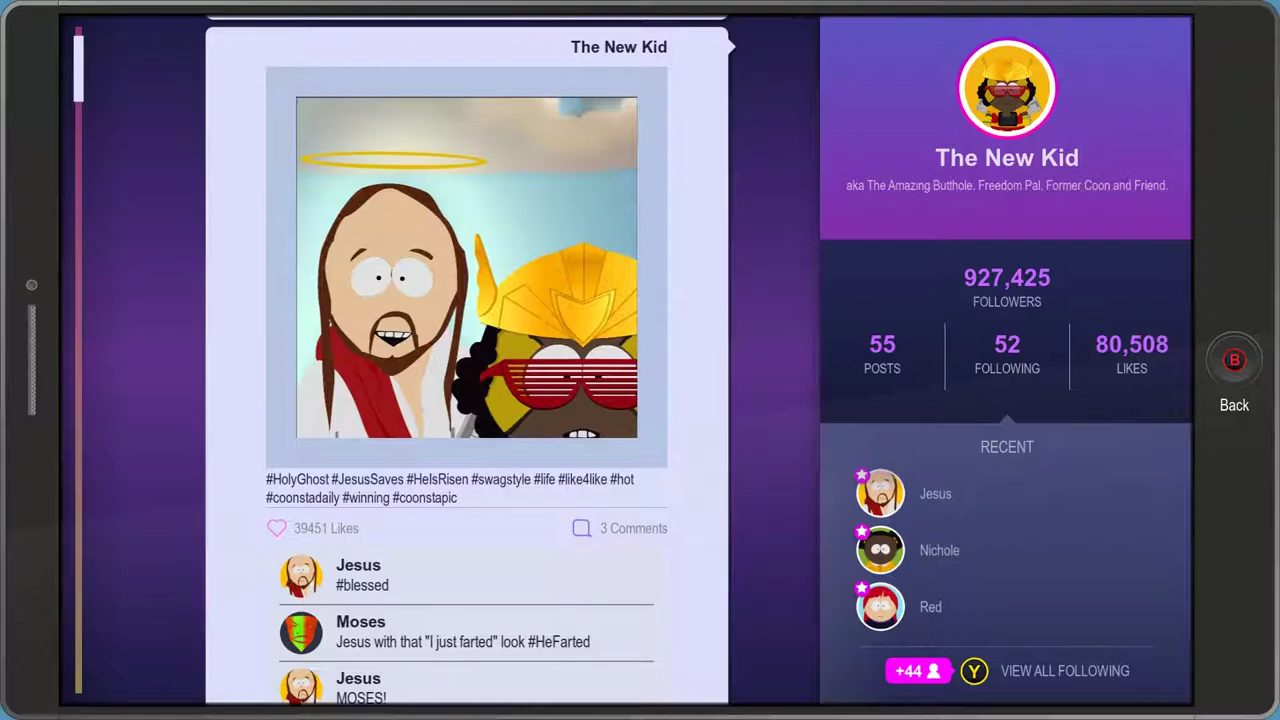 The New Kid
#HolyGhost #JesusSaves #HeIsRisen #swagstyle #life #like4like #hot
#coonstadaily #winning #coonstapic
39451 Likes
3 Comments
Jesus
#blessed
Moses
Jesus with that "I just farted" look #HeFarted
Jesus
MOSES!
The New Kid
aka The Amazing Butthole. Freedom Pal. Former Coon and Friend.
927,425
FOLLOWERS
55
POSTS
52
FOLLOWING
80,508
LIKES
RECENT
Jesus
Nichole
Red
+44
Y
VIEW ALL FOLLOWING
B
Back